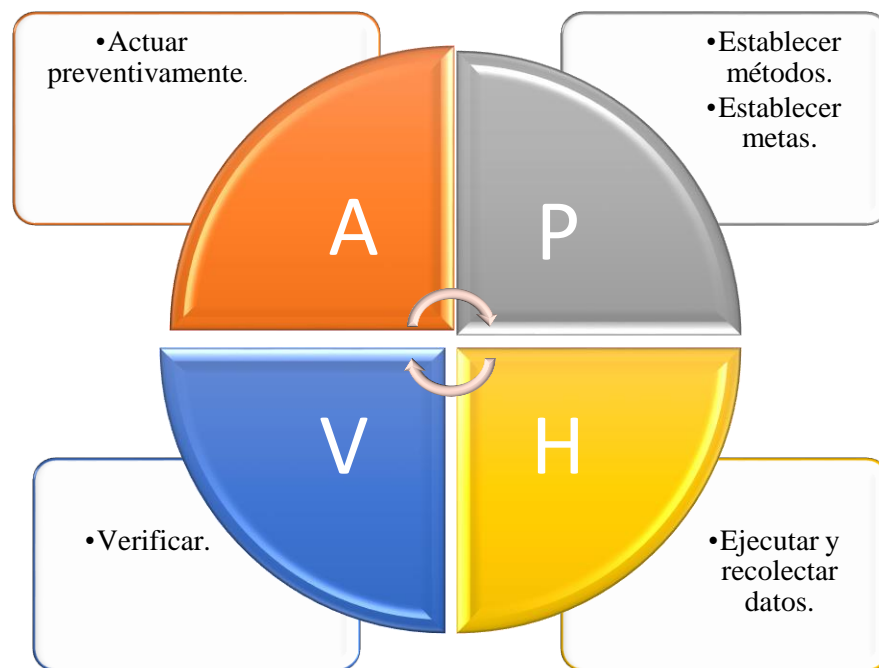 •Actuar
preventivamente.
•Establecer
métodos.
•Establecer
metas.
A
P
V
H
•Verificar.
•Ejecutar y
recolectar
datos.